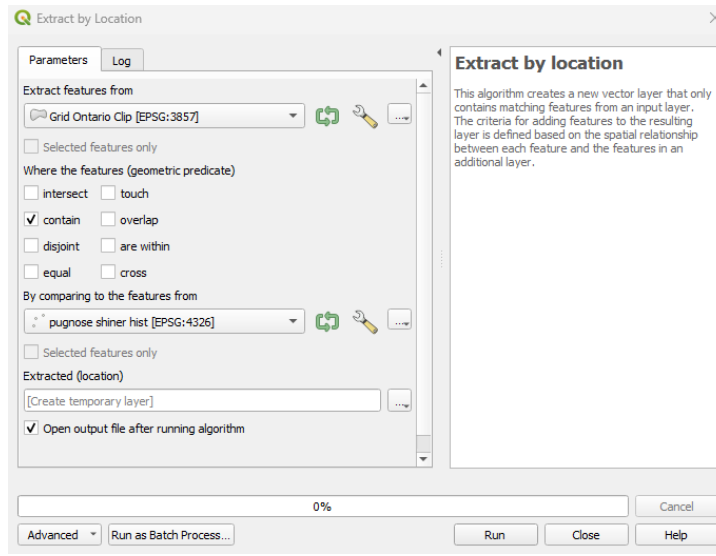 Extract by Location
Parameters Log
Extract features from
Grid Ontario Clip [EPSG:3857]
...
Selected features only
Where the features (geometric predicate)
intersect touch
contain overlap
disjoint are within
equal cross
By comparing to the features from
pugnose shiner hist [EPSG:4326]
...
Selected features only
Extracted (location)
[Create temporary layer]
...
Open output file after running algorithm
Extract by location
This algorithm creates a new vector layer that only
contains matching features from an input layer.
The criteria for adding features to the resulting
layer is defined based on the spatial relationship
between each feature and the features in an
additional layer.
0%
Cancel
Advanced Run as Batch Process...
Run Close Help